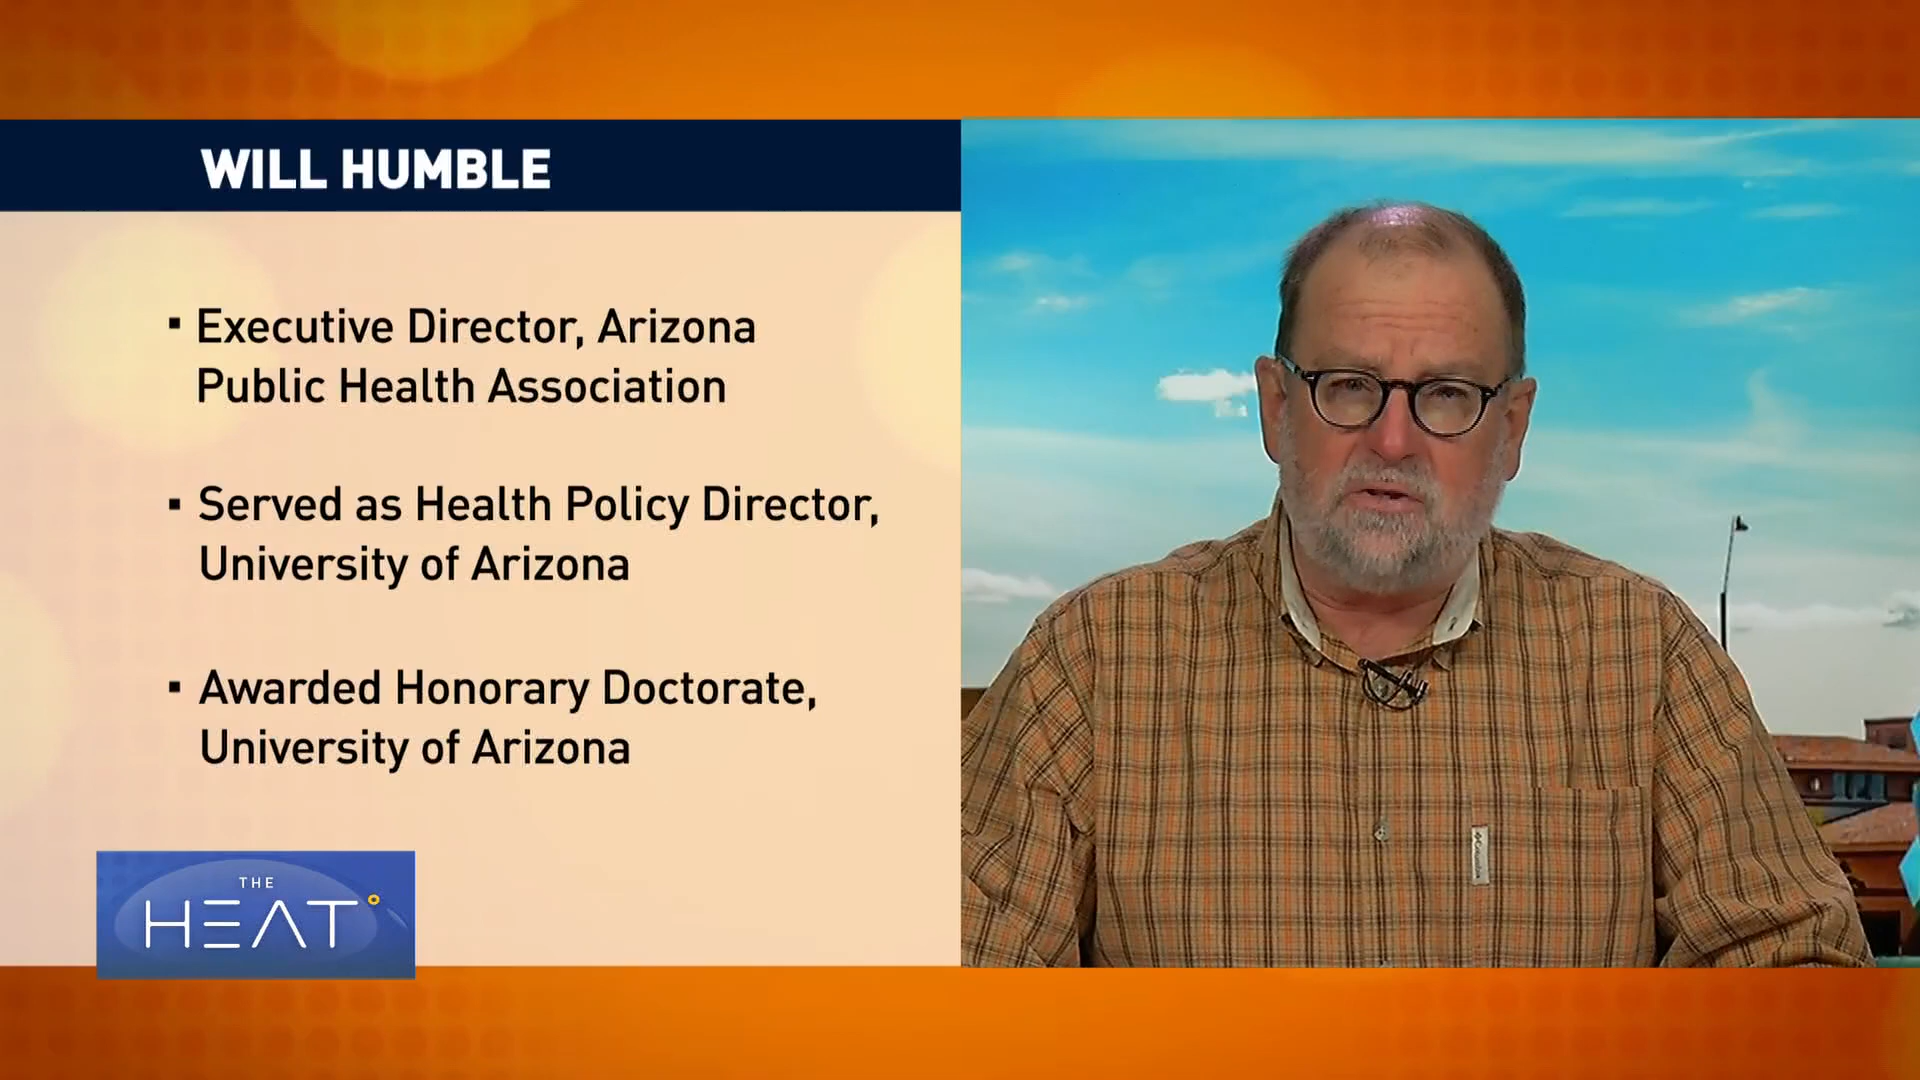 WILL HUMBLE
▪ Executive Director, Arizona
Public Health Association
▪ Served as Health Policy Director,
University of Arizona
▪ Awarded Honorary Doctorate,
University of Arizona
THE
HEAT°
Columbia